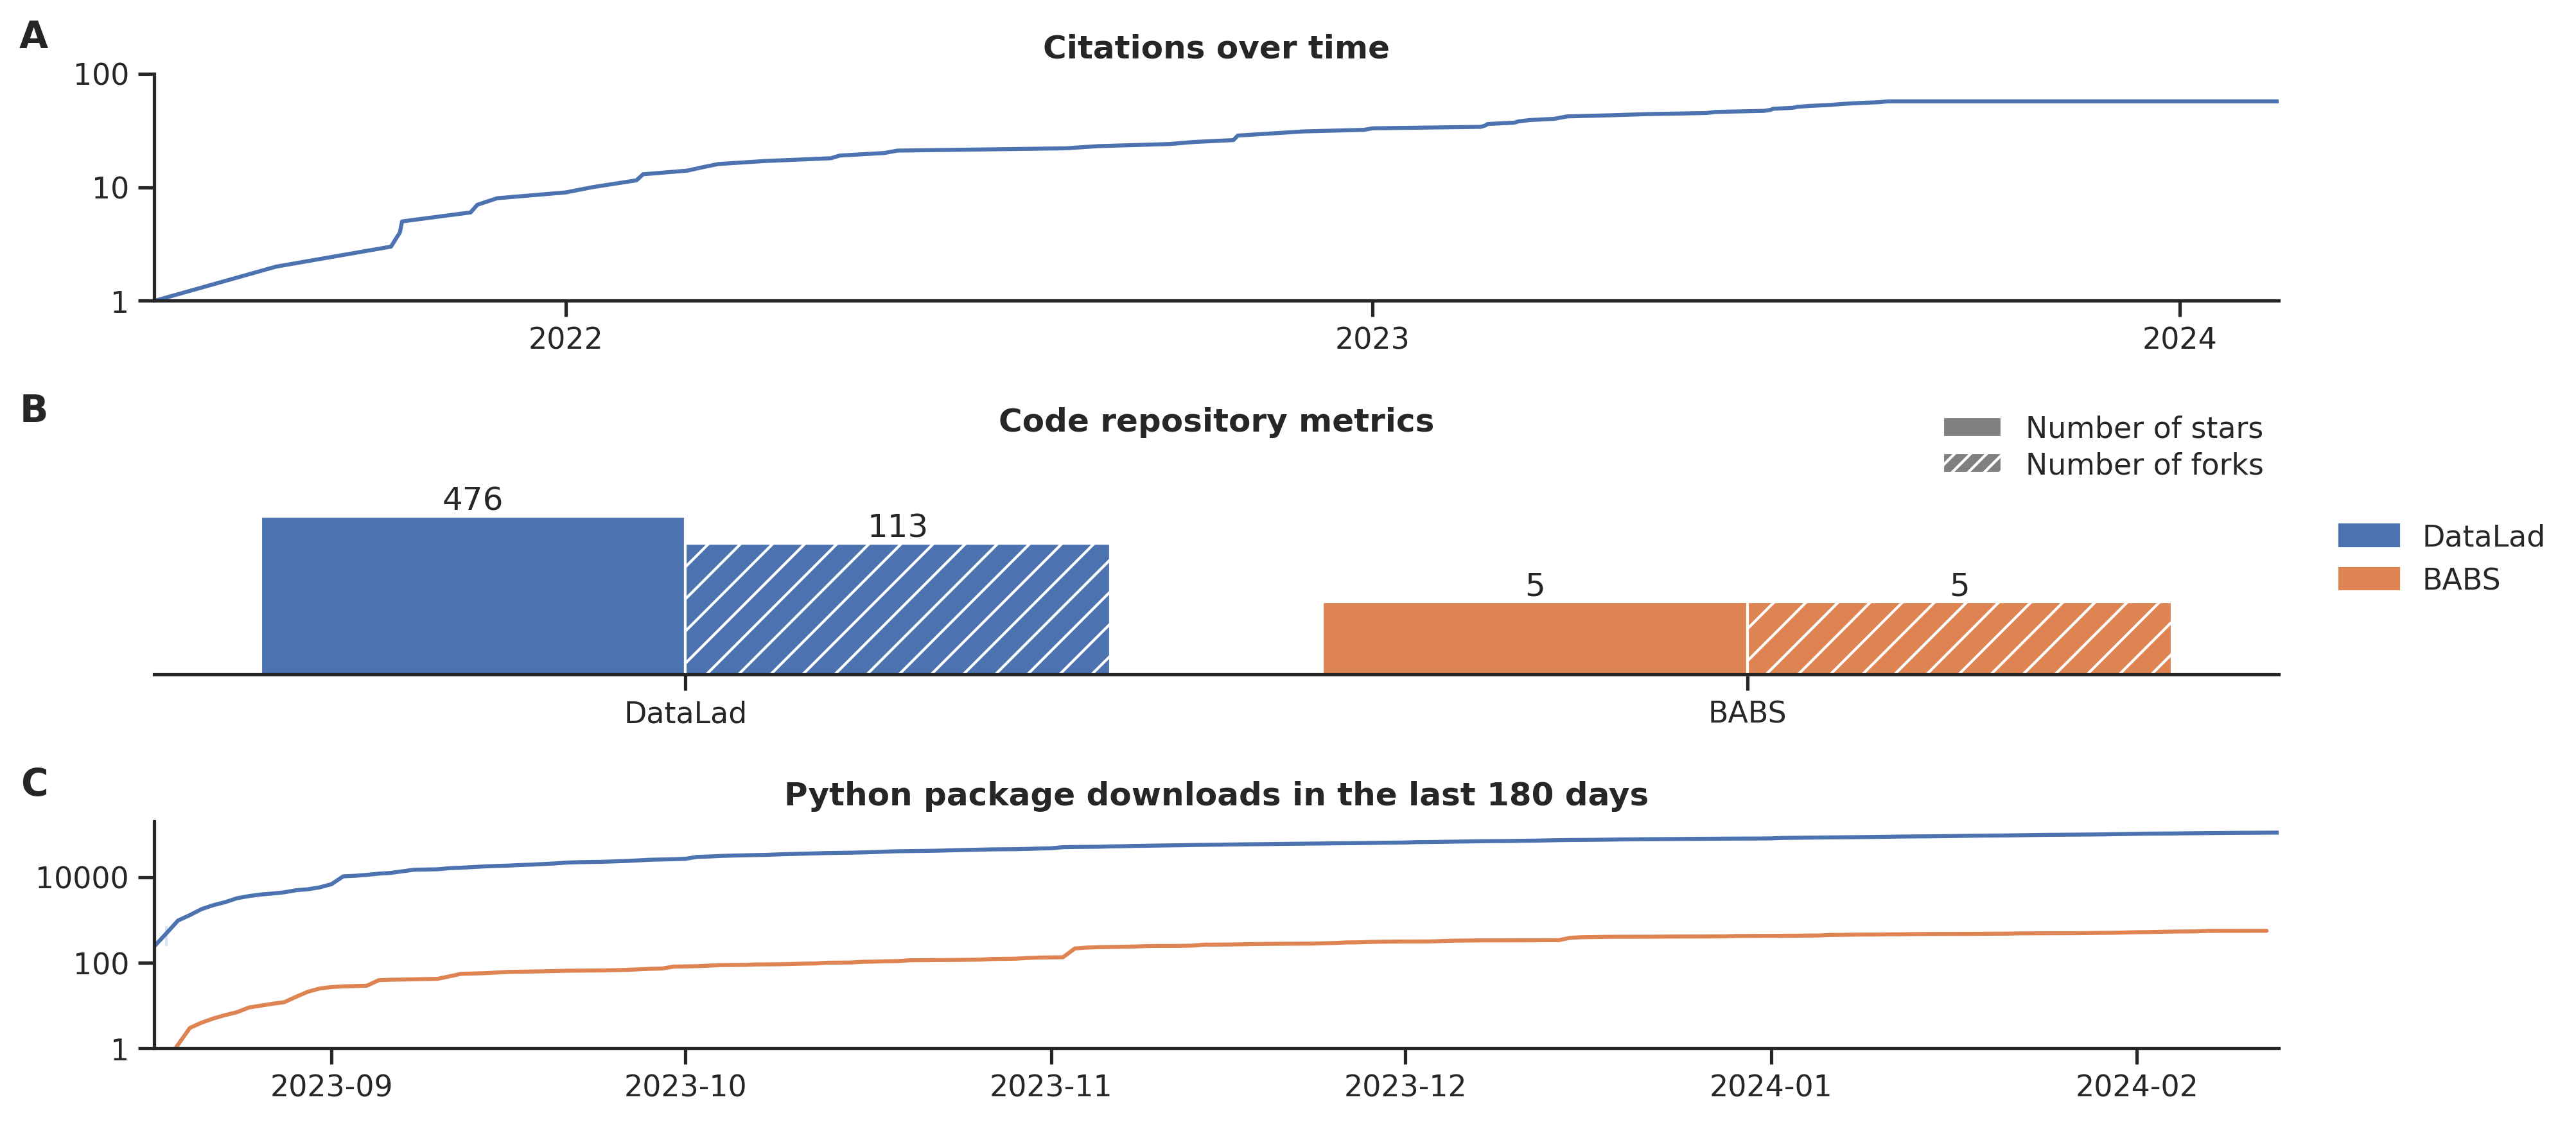 A
Citations over time
100
10
1
2022 2023 2024
B
Code repository metrics
Number of stars
Number of forks
476
113
5
5
DataLad
BABS
DataLad BABS
C
Python package downloads in the last 180 days
10000
100
1
2023-09 2023-10 2023-11 2023-12 2024-01 2024-02